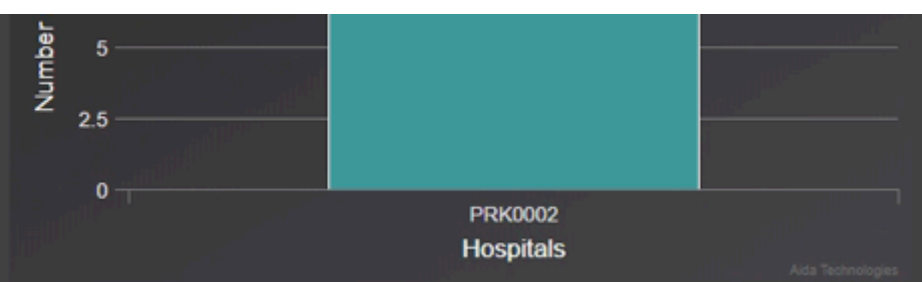 Number
5
2.5
0
PRK0002
Hospitals
Aida Technologies